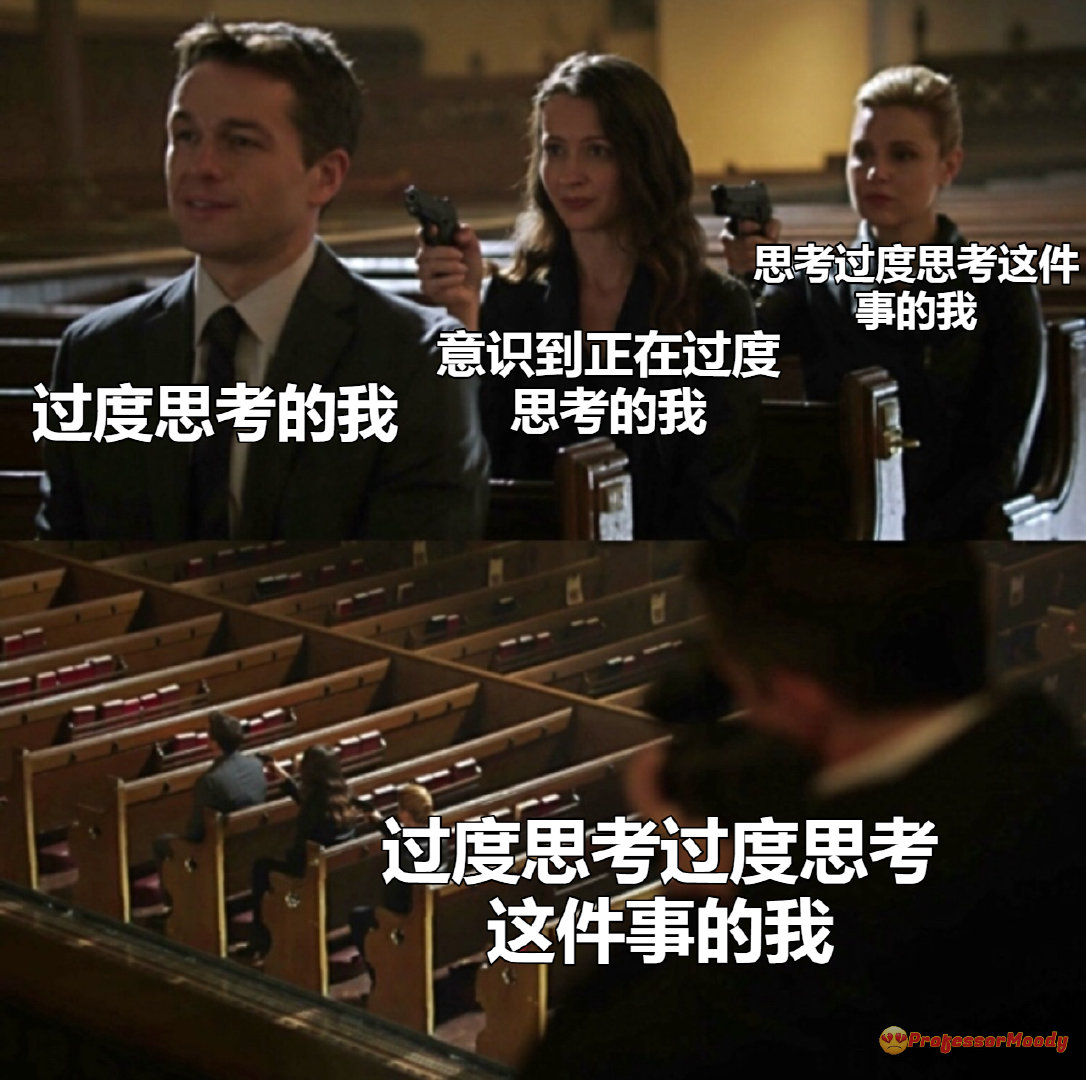 思考过度思考这件
事的我
意识到正在过度
思考的我
过度思考的我
过度思考过度思考
这件事的我
ProfessorMoody